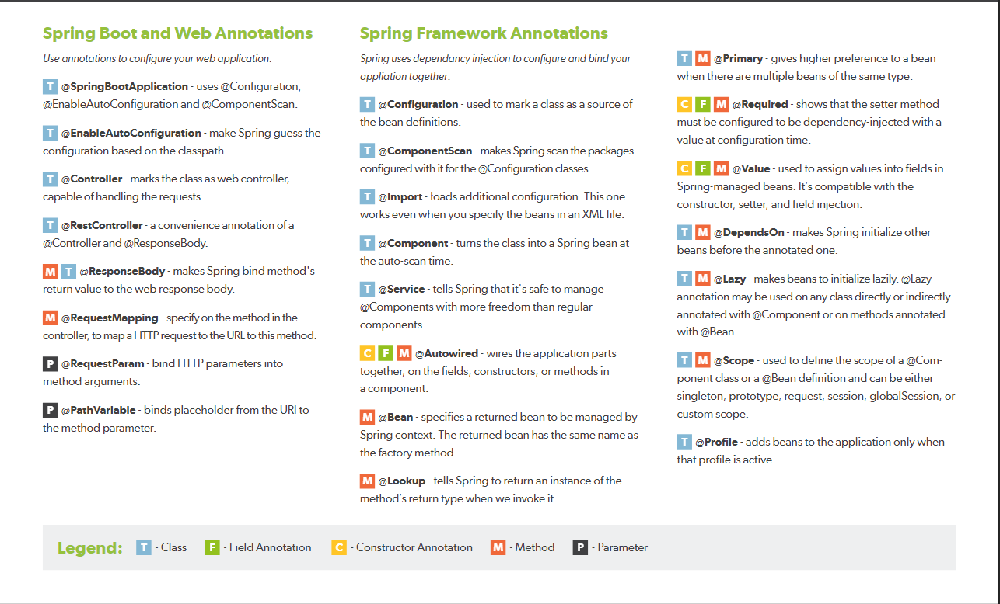 Spring Boot and Web Annotations
Use annotations to configure your web application.
T @SpringBootApplication - uses @Configuration,
@EnableAutoConfiguration and @ComponentScan.
T @EnableAutoConfiguration - make Spring guess the
configuration based on the classpath.
T @Controller - marks the class as web controller,
capable of handling the requests.
T @RestController - a convenience annotation of a
@Controller and @ResponseBody.
M T @ResponseBody - makes Spring bind method's
return value to the web response body.
M @RequestMapping - specify on the method in the
controller, to map a HTTP request to the URL to this method.
P @RequestParam - bind HTTP parameters into
method arguments.
P @PathVariable - binds placeholder from the URI to
the method parameter.
Spring Framework Annotations
Spring uses dependancy injection to configure and bind your
appliation together.
T @Configuration - used to mark a class as a source of
the bean definitions.
T @ComponentScan - makes Spring scan the packages
configured with it for the @Configuration classes.
T @Import - loads additional configuration. This one
works even when you specify the beans in an XML file.
T @Component - turns the class into a Spring bean at
the auto-scan time.
T @Service - tells Spring that it's safe to manage
@Components with more freedom than regular
components.
C F M @Autowired - wires the application parts
together, on the fields, constructors, or methods in
a component.
M @Bean - specifies a returned bean to be managed by
Spring context. The returned bean has the same name as
the factory method.
M @Lookup - tells Spring to return an instance of the
method's return type when we invoke it.
T M @Primary - gives higher preference to a bean
when there are multiple beans of the same type.
C F M @Required - shows that the setter method
must be configured to be dependency-injected with a
value at configuration time.
C F M @Value - used to assign values into fields in
Spring-managed beans. It's compatible with the
constructor, setter, and field injection.
T M @DependsOn - makes Spring initialize other
beans before the annotated one.
T M @Lazy - makes beans to initialize lazily. @Lazy
annotation may be used on any class directly or indirectly
annotated with @Component or on methods annotated
with @Bean.
T M @Scope - used to define the scope of a @Com-
ponent class or a @Bean definition and can be either
singleton, prototype, request, session, globalSession, or
custom scope.
T @Profile - adds beans to the application only when
that profile is active.
Legend: T - Class F - Field Annotation C - Constructor Annotation M - Method P - Parameter